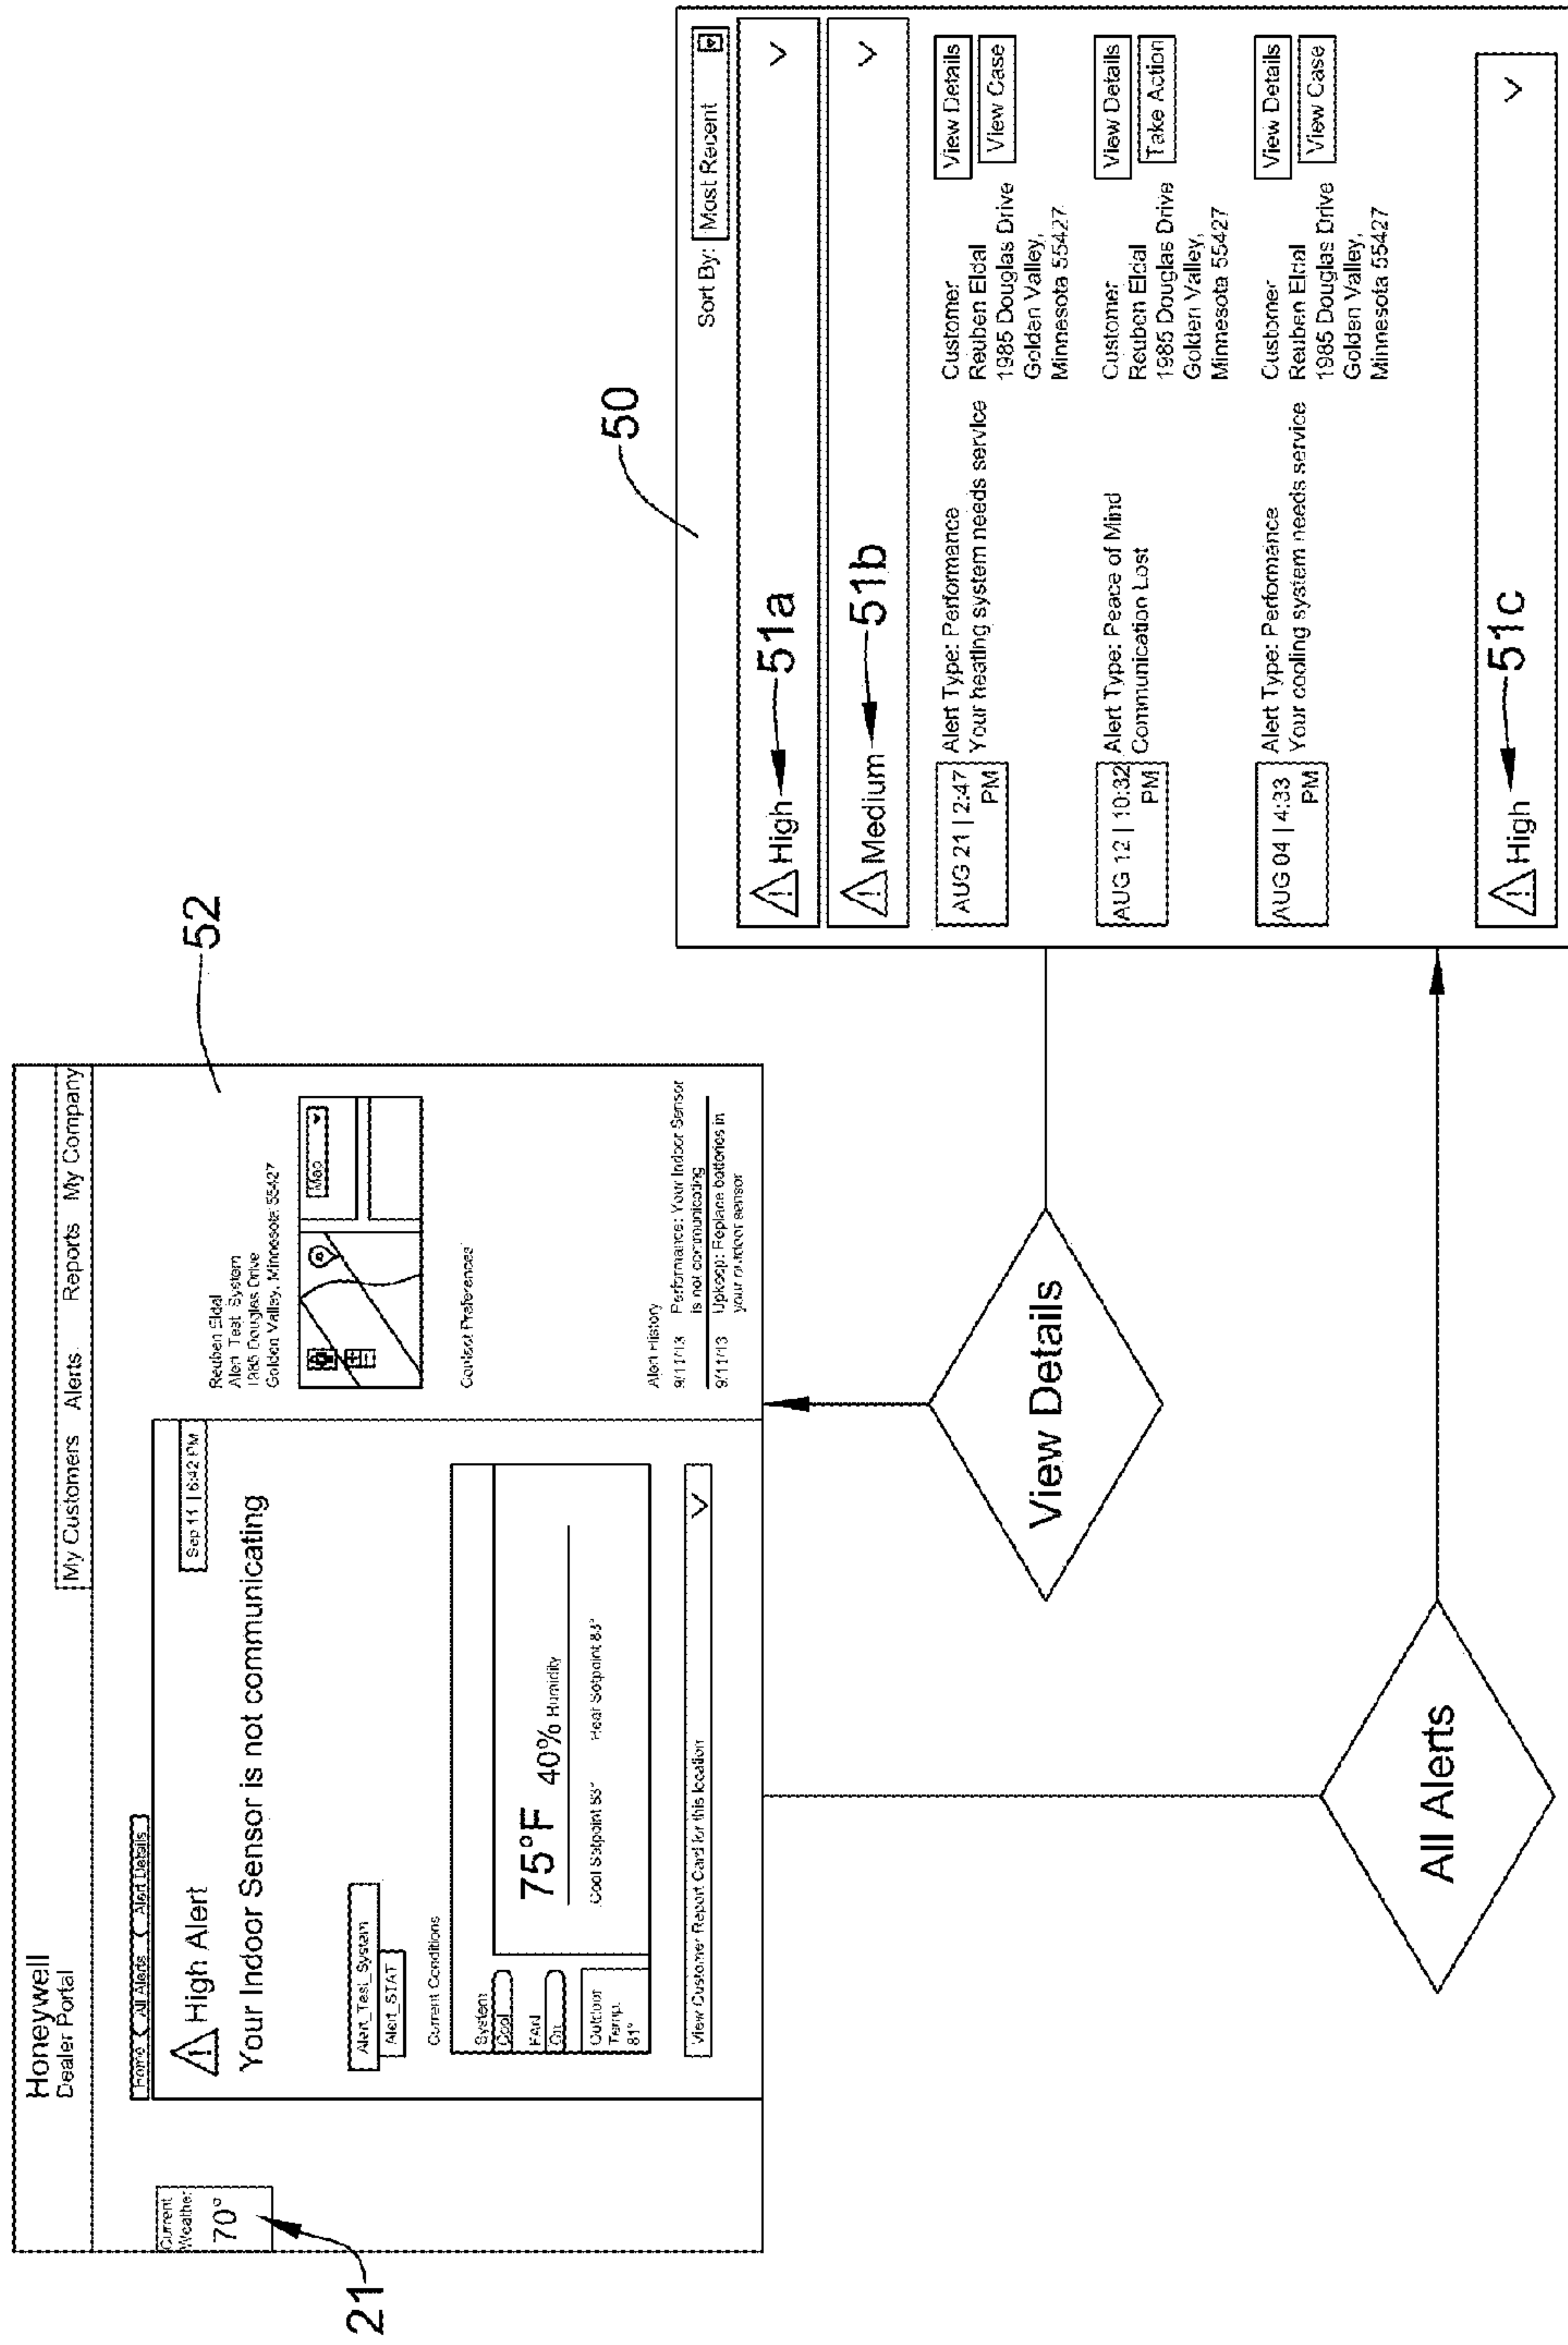 Honeywell
Dealer Portal
My Customers Alerts Reports My Company
Current
Weather
70°
21
Home All Alerts Alert Details
High Alert
Sep 11 | 6:42 PM
Your Indoor Sensor is not communicating
Alert_Test_System
Alert_STAT
Current Conditions
System
Cool
FAN
On
Outdoor
Temp.
81°
75°F 40% Humidity
Cool Setpoint 83° Heat Setpoint 83°
View Customer Report Card for this location
Reuben Eldal
Alert Test System
1985 Douglas Drive
Golden Valley, Minnesota 55427
Map
Contact Preferences
Alert History
9/11/13 Performance: Your Indoor Sensor
is not communicating
9/11/13 Upkeep: Replace batteries in
your outdoor sensor
52
View Details
All Alerts
50
Sort By: Most Recent
High 51a
Medium 51b
AUG 21 | 2:47
PM
Alert Type: Performance
Your heating system needs service
Customer
Reuben Eldal
1985 Douglas Drive
Golden Valley,
Minnesota 55427
View Details
View Case
AUG 12 | 10:32
PM
Alert Type: Peace of Mind
Communication Lost
Customer
Reuben Eldal
1985 Douglas Drive
Golden Valley,
Minnesota 55427
View Details
Take Action
AUG 04 | 4:33
PM
Alert Type: Performance
Your cooling system needs service
Customer
Reuben Eldal
1985 Douglas Drive
Golden Valley,
Minnesota 55427
View Details
View Case
High 51c